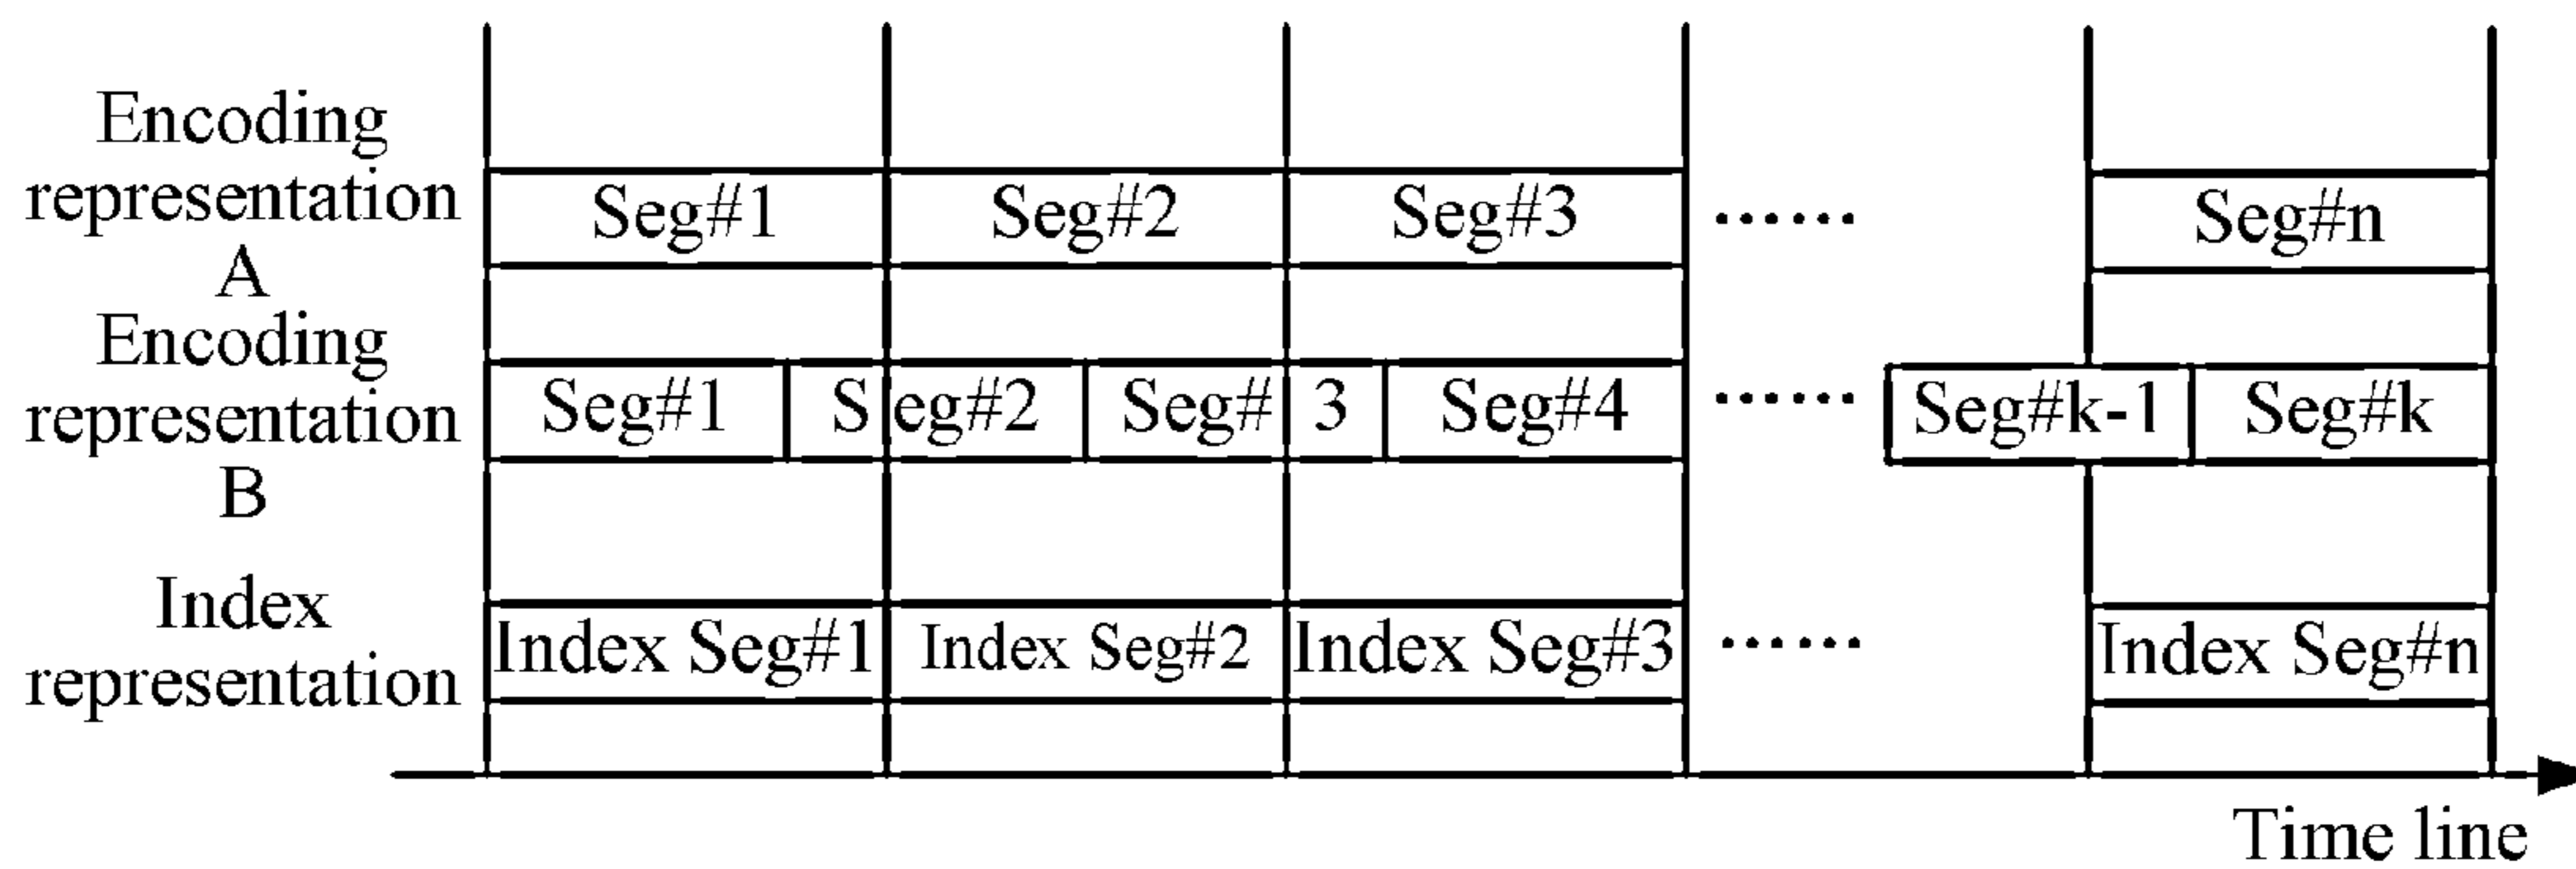 Encoding
representation
A
Seg#1 Seg#2 Seg#3 ...... Seg#n
Encoding
representation
B
Seg#1 Seg#2 Seg# 3 Seg#4 ...... Seg#k-1 Seg#k
Index
representation
Index Seg#1 Index Seg#2 Index Seg#3 ...... Index Seg#n
Time line